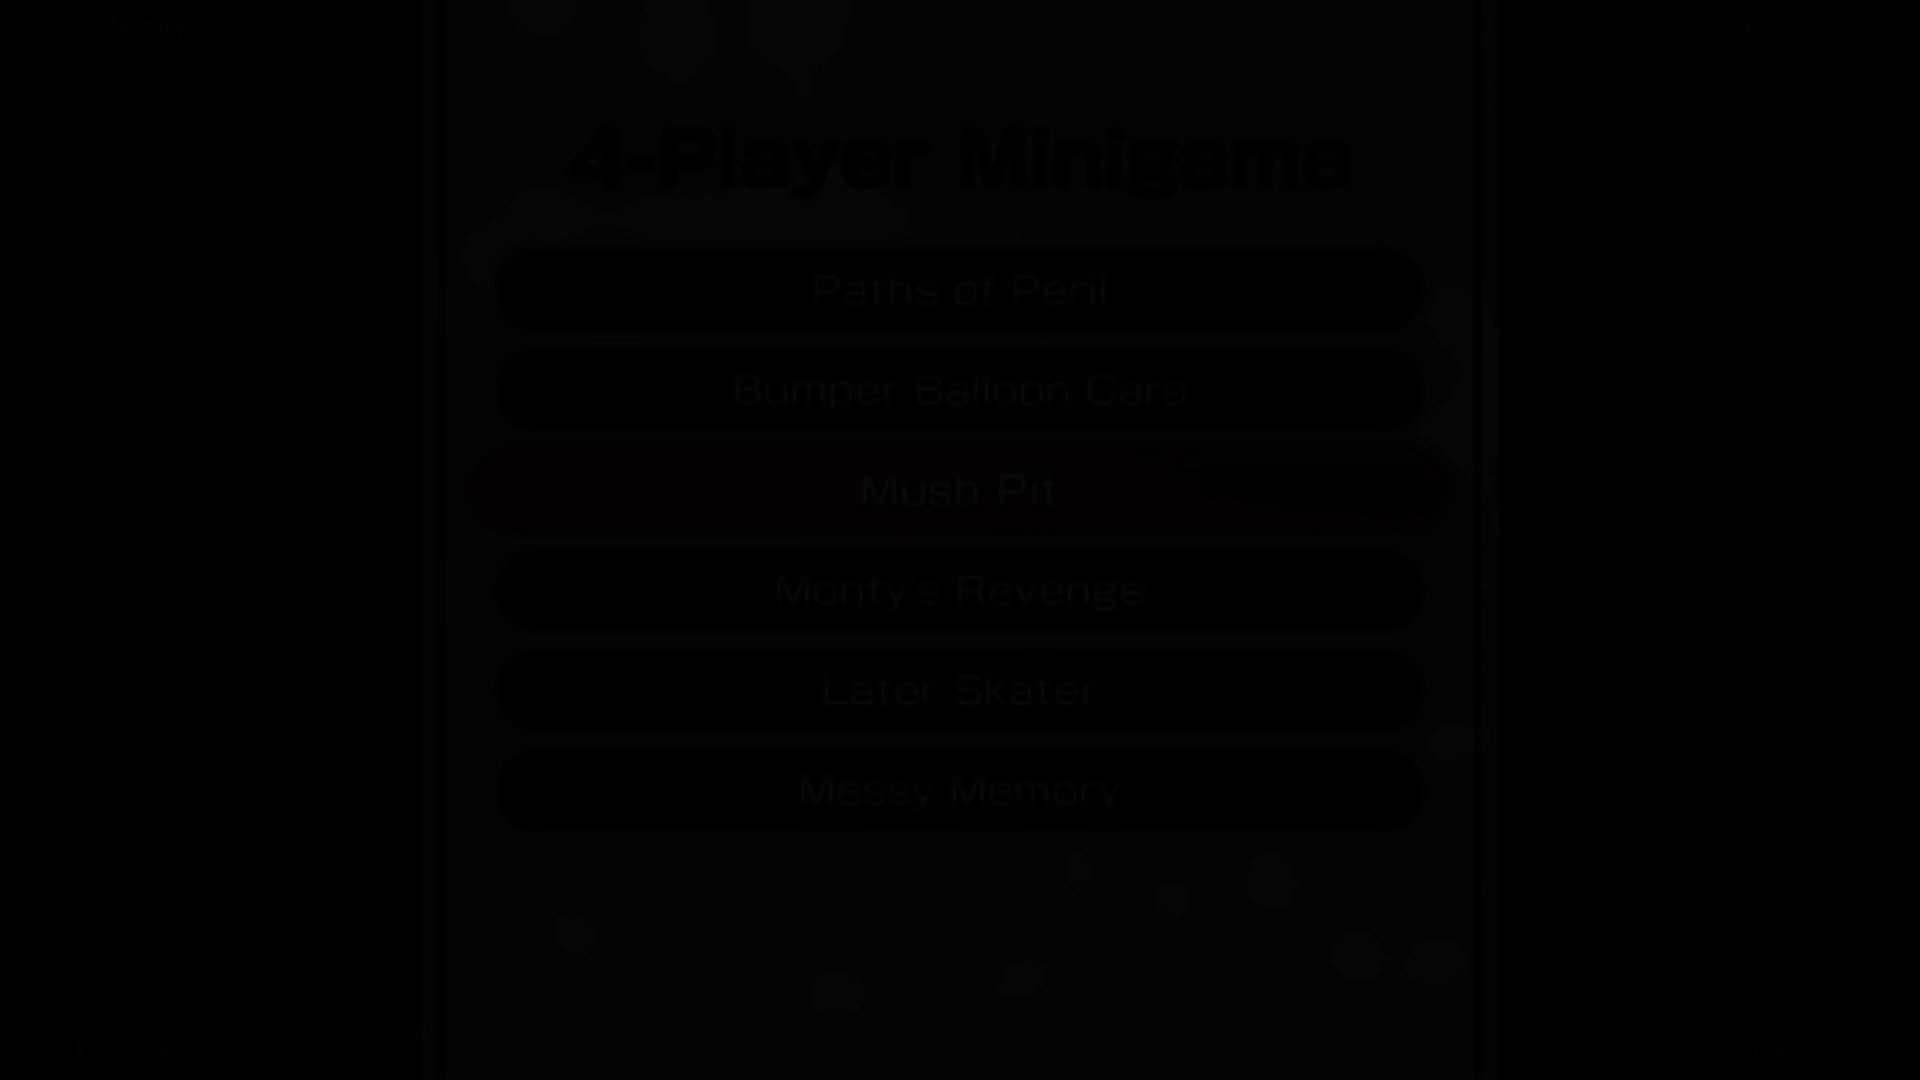 4-Player Minigame
Paths of Peril
Bumper Balloon Cars
Mush Pit
Monty's Revenge
Later Skater
Messy Memory